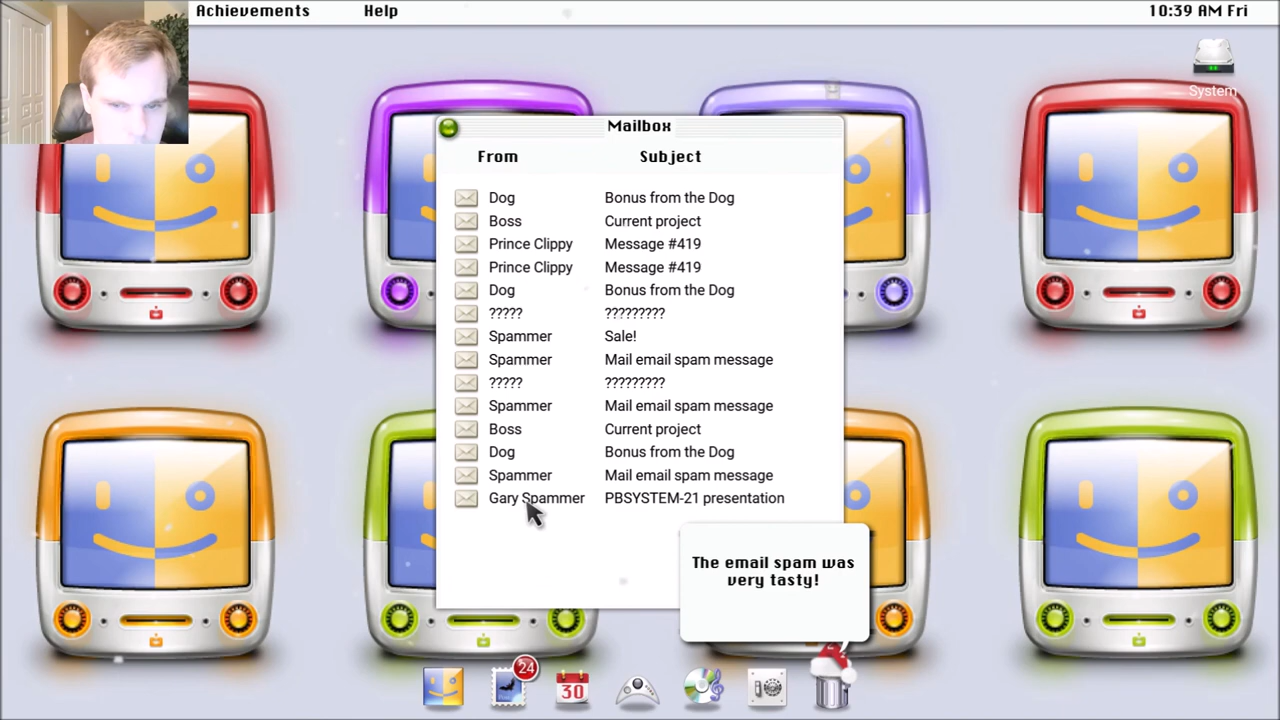 Achievements Help 10:39 AM Fri
System
Mailbox
From Subject
Dog Bonus from the Dog
Boss Current project
Prince Clippy Message #419
Prince Clippy Message #419
Dog Bonus from the Dog
????? ?????????
Spammer Sale!
Spammer Mail email spam message
????? ?????????
Spammer Mail email spam message
Boss Current project
Dog Bonus from the Dog
Spammer Mail email spam message
Gary Spammer PBSYSTEM-21 presentation
The email spam was
very tasty!
24
30